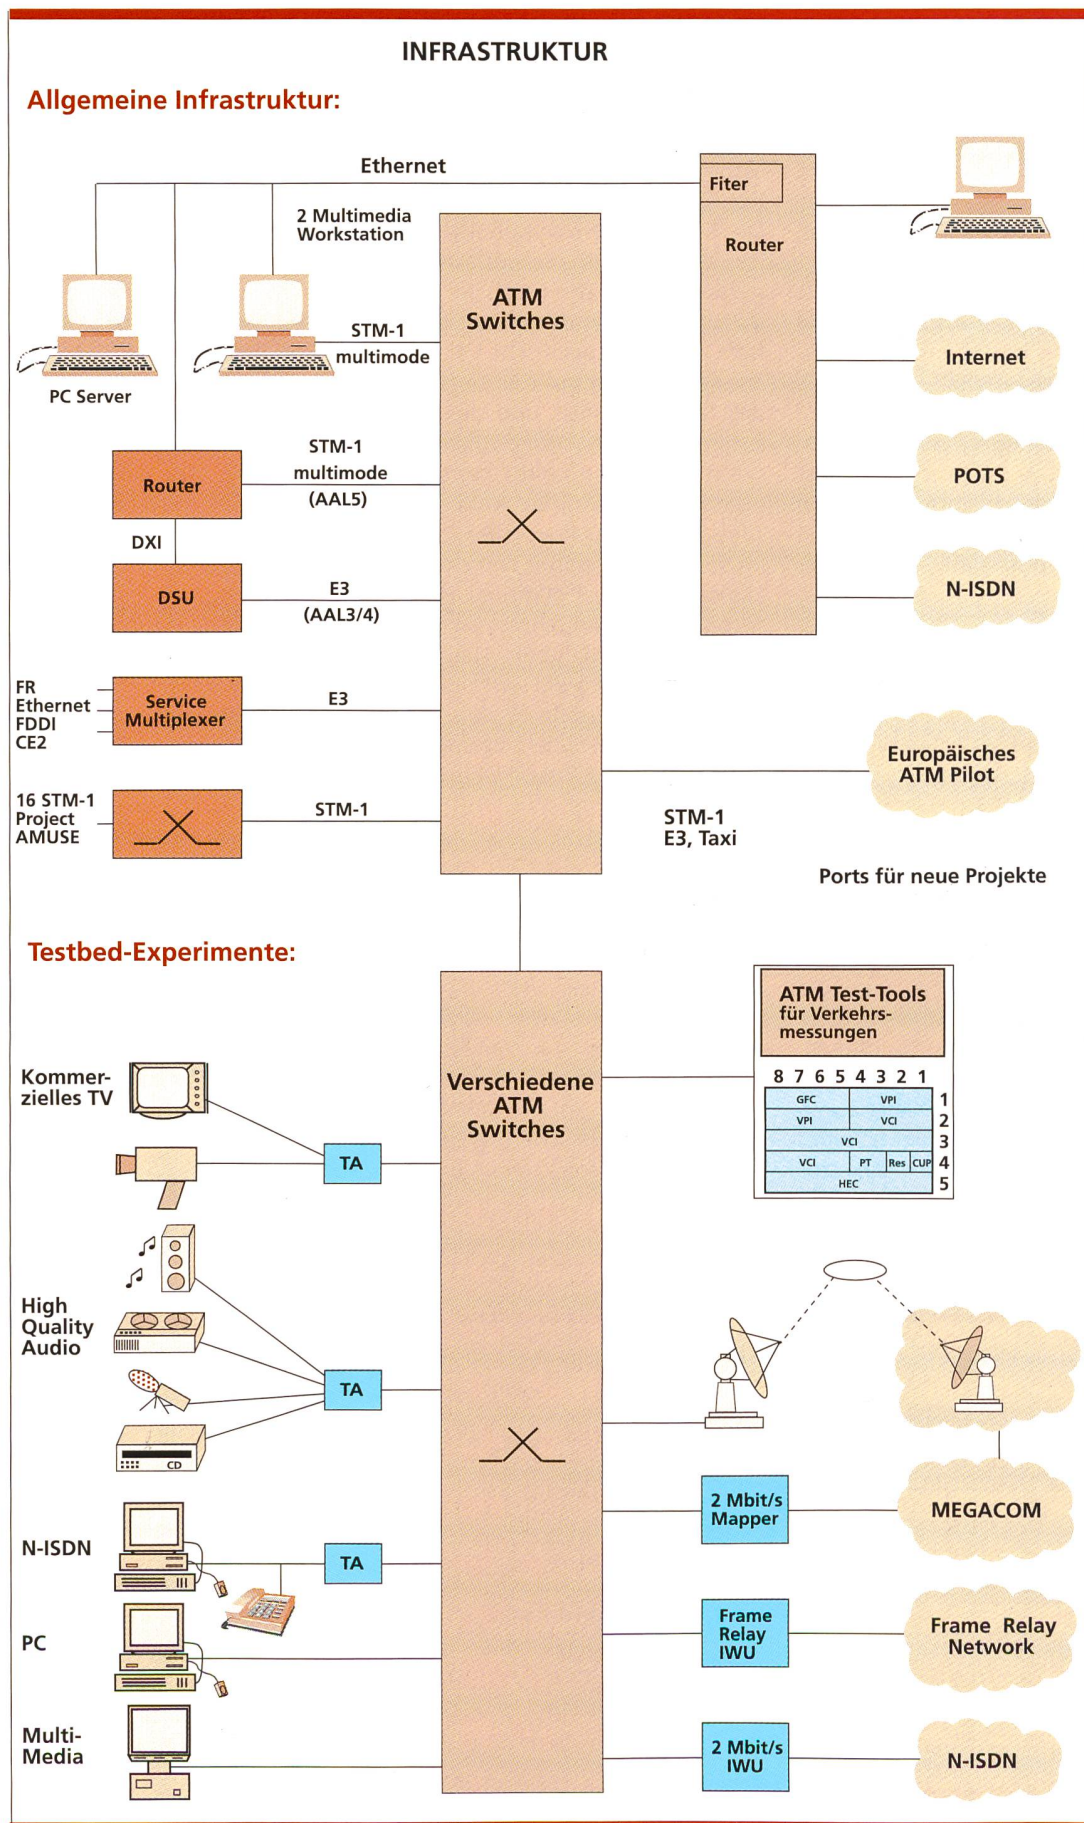 INFRASTRUKTUR
Allgemeine Infrastruktur:
Ethernet
Fiter
Router
2 Multimedia
Workstation
ATM
Switches
STM-1
multimode
PC Server
Internet
STM-1
multimode
(AAL5)
Router
POTS
DXI
DSU
E3
(AAL3/4)
N-ISDN
FR
Ethernet
FDDI
CE2
Service
Multiplexer
E3
Europäisches
ATM Pilot
16 STM-1
Project
AMUSE
STM-1
STM-1
E3, Taxi
Ports für neue Projekte
Testbed-Experimente:
ATM Test-Tools
für Verkehrs-
messungen
8 7 6 5 4 3 2 1
GFC VPI 1
VPI VCI 2
VCI 3
VCI PT Res CUP 4
HEC 5
Kommer-
zielles TV
Verschiedene
ATM
Switches
TA
High
Quality
Audio
TA
CD
2 Mbit/s
Mapper
MEGACOM
N-ISDN
TA
Frame
Relay
IWU
Frame Relay
Network
PC
Multi-
Media
2 Mbit/s
IWU
N-ISDN